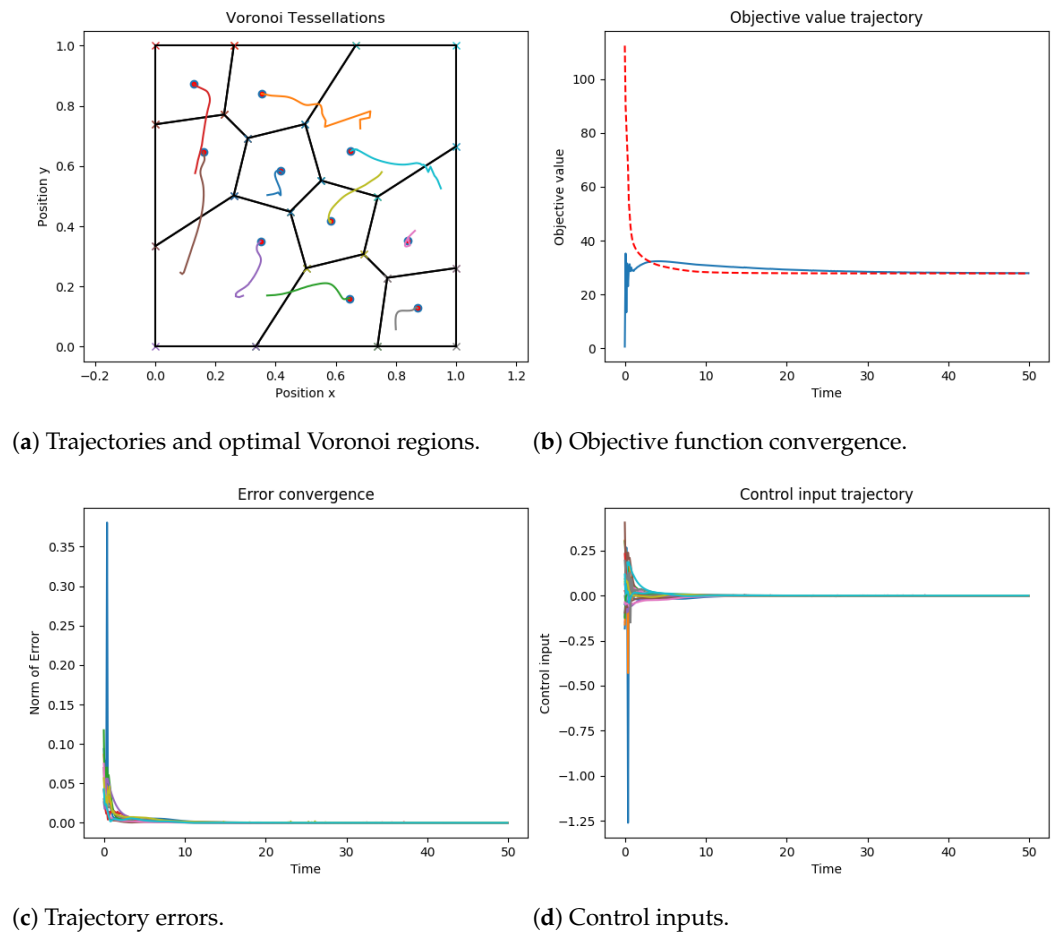 Voronoi Tessellations
1.0
0.8
0.6
0.4
0.2
0.0
Position y
−0.2 0.0 0.2 0.4 0.6 0.8 1.0 1.2
Position x
(a) Trajectories and optimal Voronoi regions.
Objective value trajectory
100
80
60
40
20
0
Objective value
0 10 20 30 40 50
Time
(b) Objective function convergence.
Error convergence
0.35
0.30
0.25
0.20
0.15
0.10
0.05
0.00
Norm of Error
0 10 20 30 40 50
Time
(c) Trajectory errors.
Control input trajectory
0.25
0.00
−0.25
−0.50
−0.75
−1.00
−1.25
Control input
0 10 20 30 40 50
Time
(d) Control inputs.